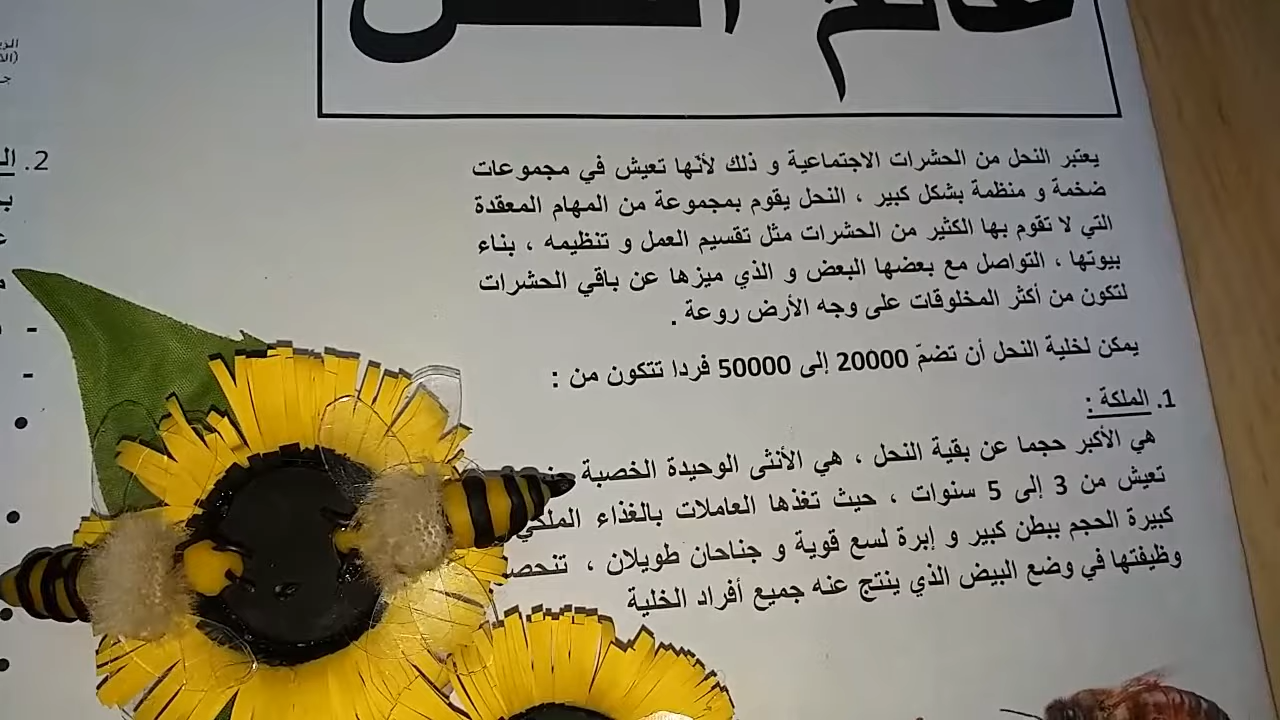 عالم
يعتبر النحل من الحشرات الاجتماعية و ذلك لأنّها تعيش في مجموعات
ضخمة و منظمة بشكل كبير ، النحل يقوم بمجموعة من المهام المعقدة
التي لا تقوم بها الكثير من الحشرات مثل تقسيم العمل و تنظيمه ، بناء
بيوتها ، التواصل مع بعضها البعض و الذي ميزها عن باقي الحشرات
لتكون من أكثر المخلوقات على وجه الأرض روعة .
يمكن لخلية النحل أن تضمّ 20000 إلى 50000 فردا تتكون من :
1. الملكة :
هي الأكبر حجما عن بقية النحل ، هي الأنثى الوحيدة الخصبة
تعيش من 3 إلى 5 سنوات ، حيث تغذها العاملات بالغذاء الملكي
كبيرة الحجم ببطن كبير و إبرة لسع قوية و جناحان طويلان ،
وظيفتها في وضع البيض الذي ينتج عنه جميع أفراد الخلية
2.